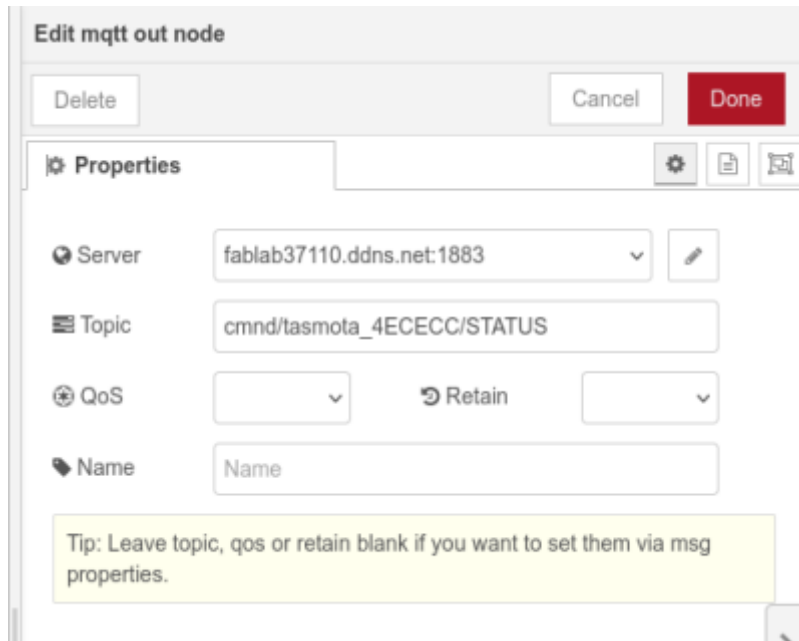 Edit mqtt out node
Delete
Cancel
Done
Properties
Server
fablab37110.ddns.net:1883
Topic
cmnd/tasmota_4ECECC/STATUS
QoS
Retain
Name
Name
Tip: Leave topic, qos or retain blank if you want to set them via msg
properties.